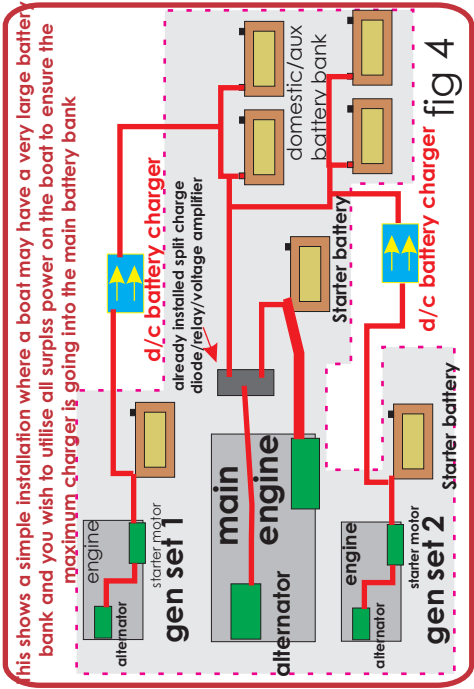 This shows a simple installation where a boat may have a very large battery
bank and you wish to utilise all surplss power on the boat to ensure the
maximum charger is going into the main battery bank
fig 4
domestic/aux
battery bank
d/c battery charger
already installed split charge
diode/relay/voltage amplifier
Starter battery
d/c battery charger
engine
alternator
starter motor
gen set 1
main
engine
alternator
Starter battery
engine
alternator
starter motor
gen set 2